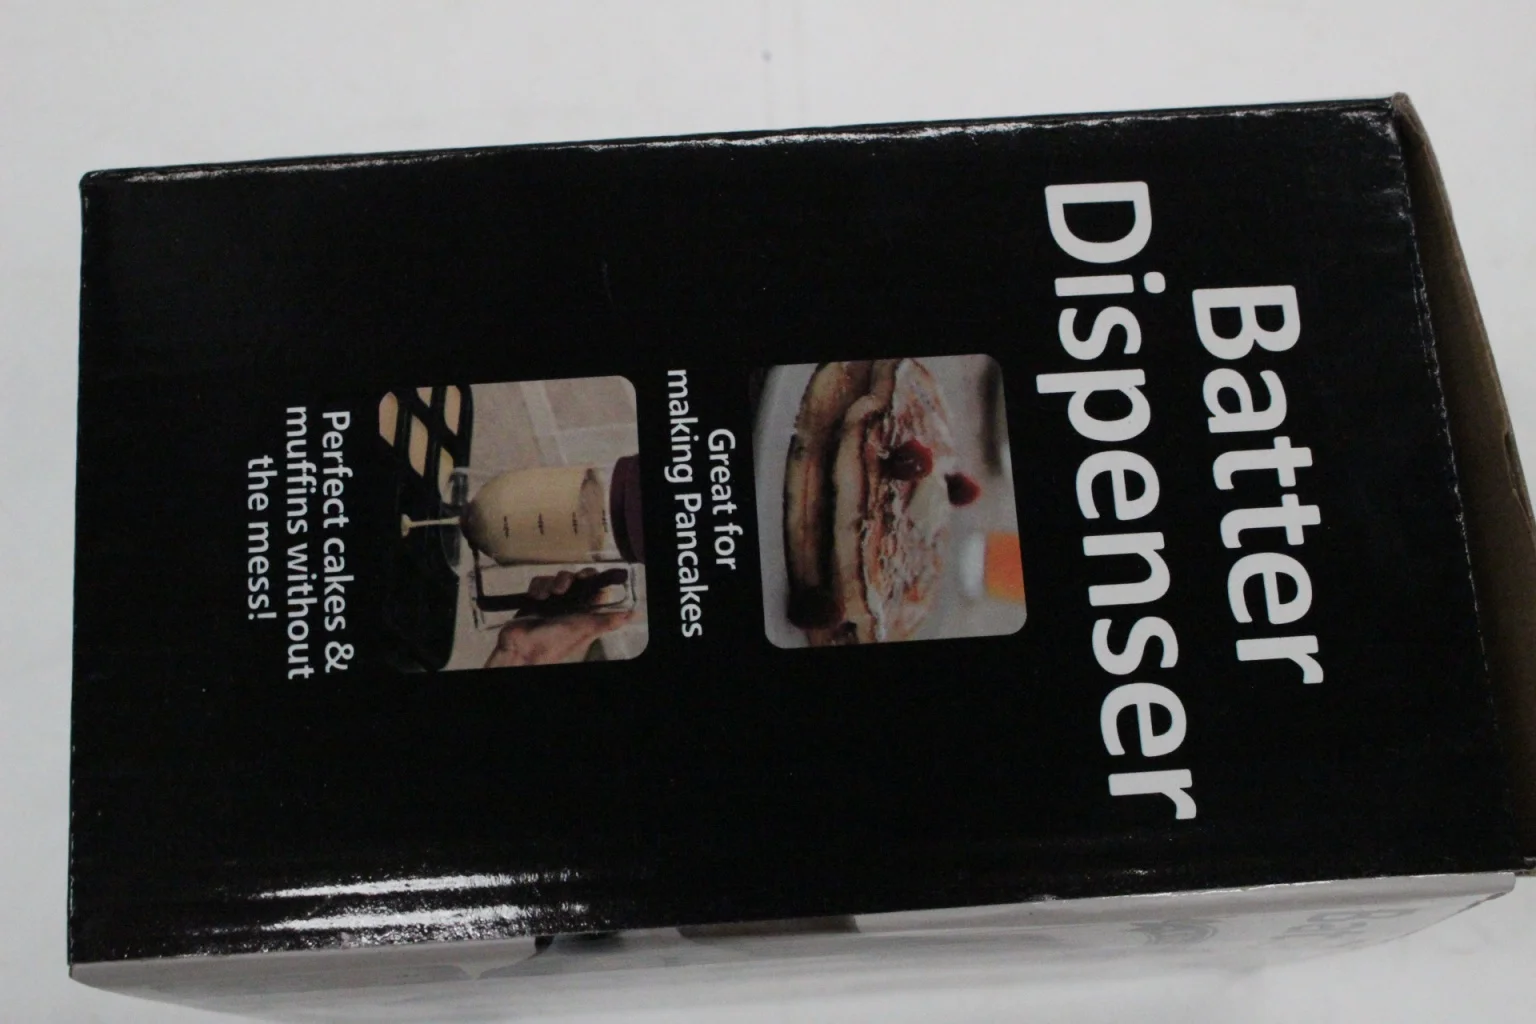 Batter
Dispenser
Great for
making Pancakes
Perfect cakes &
muffins without
the mess!